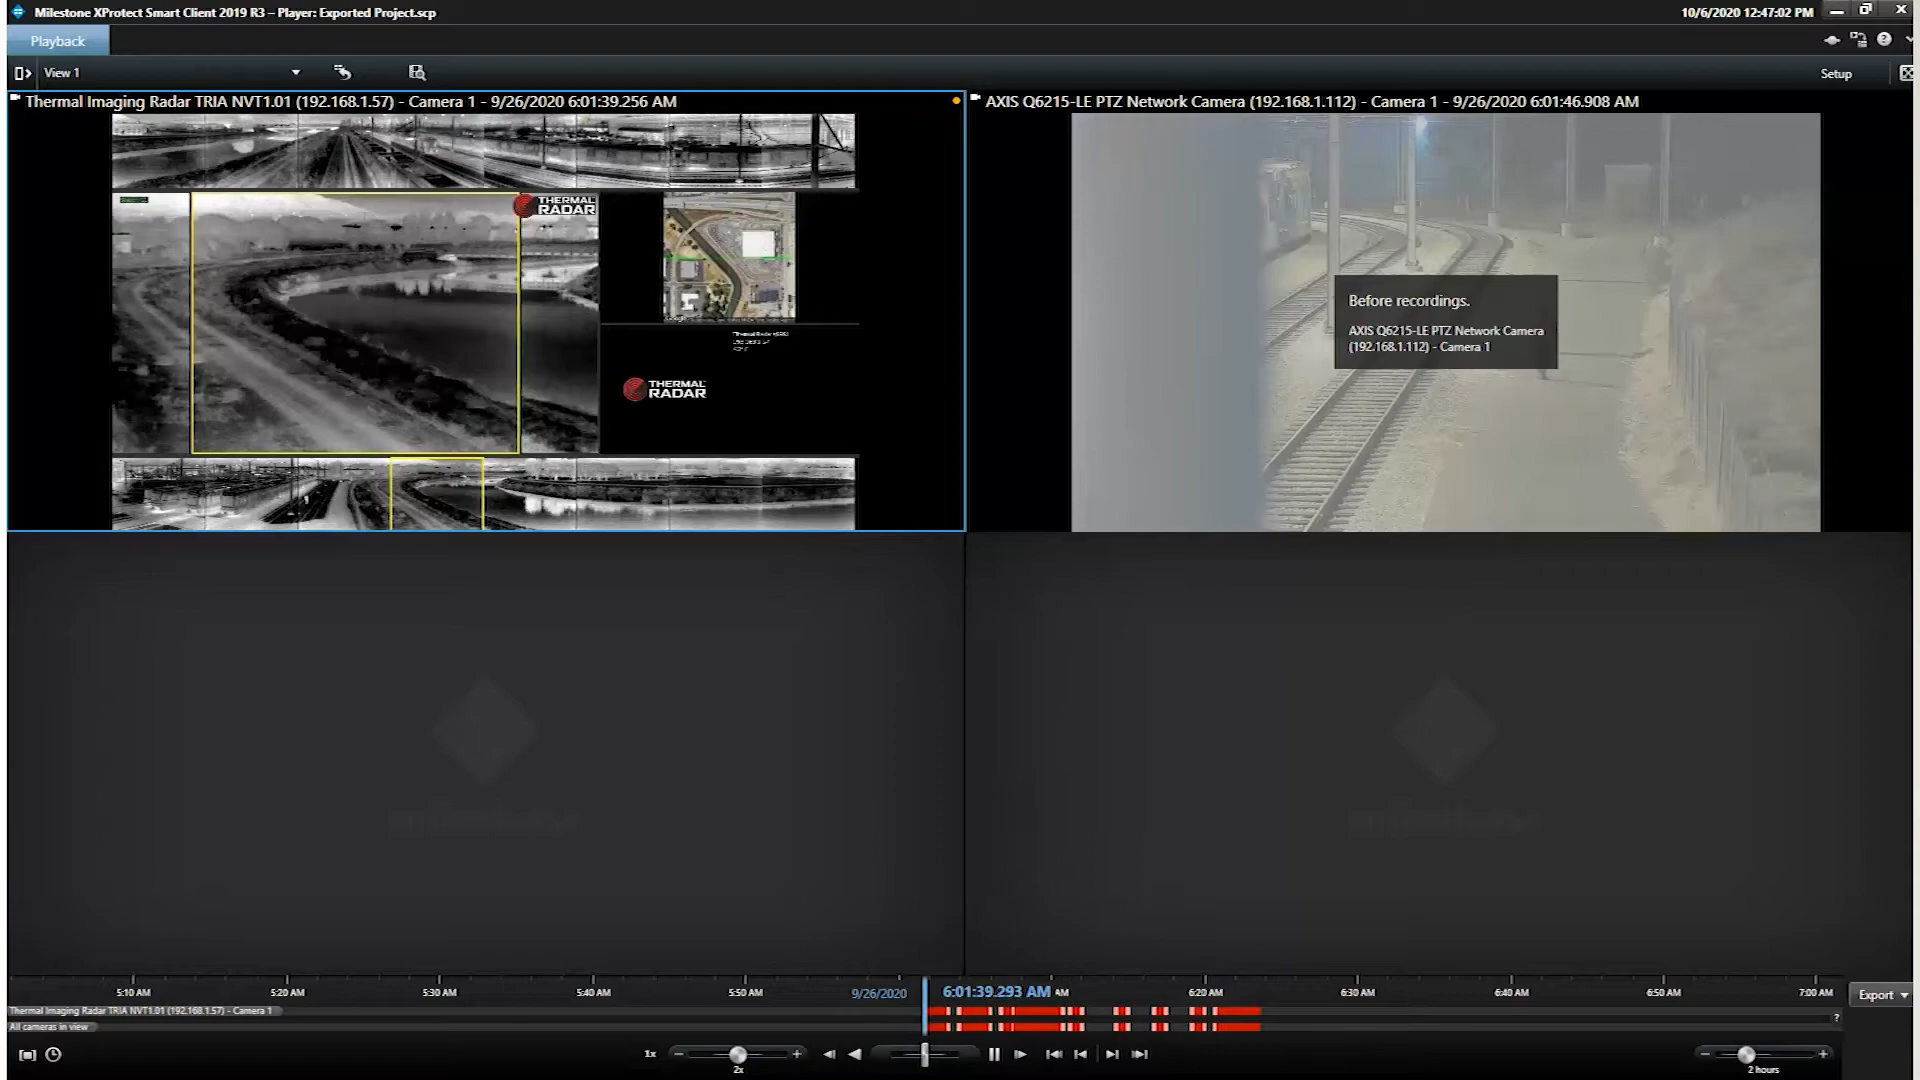 Milestone XProtect Smart Client 2019 R3 – Player: Exported Project.scp
10/6/2020 12:47:02 PM
Playback
View 1
Setup
Thermal Imaging Radar TRIA NVT1.01 (192.168.1.57) - Camera 1 - 9/26/2020 6:01:39.256 AM
AXIS Q6215-LE PTZ Network Camera (192.168.1.112) - Camera 1 - 9/26/2020 6:01:46.908 AM
THERMAL
RADAR
THERMAL
RADAR
Before recordings.
AXIS Q6215-LE PTZ Network Camera
(192.168.1.112) - Camera 1
5:10 AM 5:20 AM 5:30 AM 5:40 AM 5:50 AM 9/26/2020 6:01:39.293 AM AM 6:20 AM 6:30 AM 6:40 AM 6:50 AM 7:00 AM
Export
Thermal Imaging Radar TRIA NVT1.01 (192.168.1.57) - Camera 1
All cameras in view
?
1x
2x
2 hours